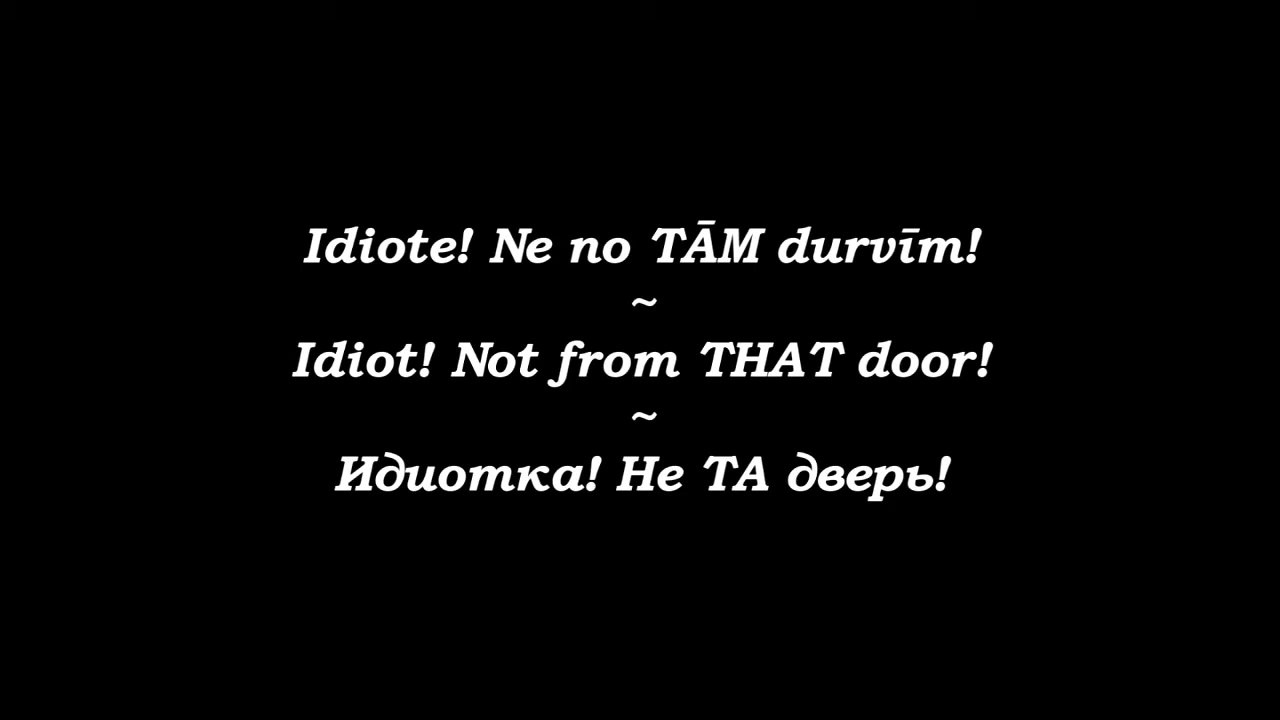 Idiote! Ne no TĀM durvīm!
~
Idiot! Not from THAT door!
~
Идиотка! Не ТА дверь!